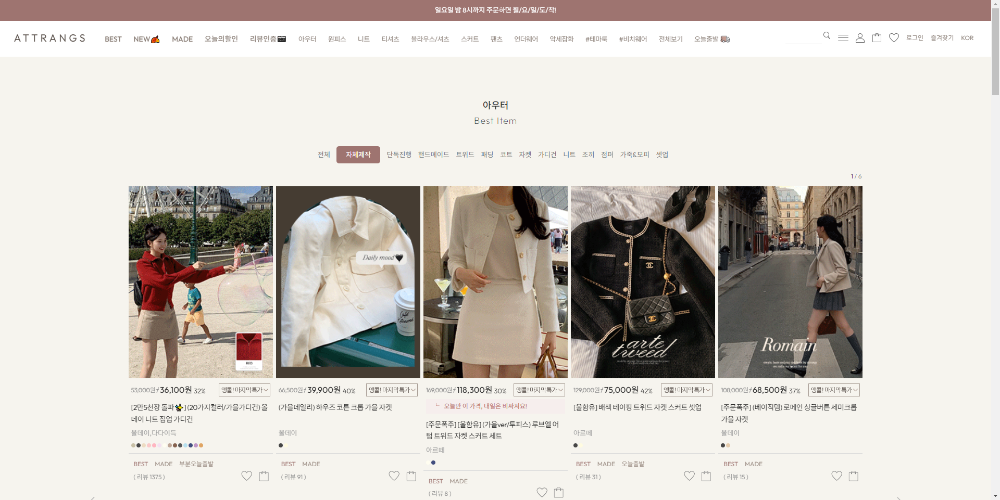 일요일 밤 8시까지 주문하면 월/요/일/도/착!
ATTRANGS
BEST NEW MADE 오늘의할인 리뷰인증 아우터 원피스 니트 티셔츠 블라우스/셔츠 스커트 팬츠 언더웨어 악세잡화 #테마룩 #비치웨어 전체보기 오늘출발
로그인 즐겨찾기 KOR
아우터
Best Item
전체 자체제작 단독진행 핸드메이드 트위드 패딩 코트 자켓 가디건 니트 조끼 점퍼 가죽&모피 셋업
1 / 6
RED
Daily mood
arte
tweed
Romain
53,000원 / 36,100원 32% 앵콜! 마지막특가
[2만5천장 돌파✨] (20가지컬러/가을가디건) 올
데이 니트 집업 가디건
올데이,다다이득
BEST MADE 부분오늘출발
( 리뷰 1375 )
66,500원 / 39,900원 40% 앵콜! 마지막특가
(가을데일리) 하우즈 코튼 크롭 가을 자켓
올데이
BEST MADE
( 리뷰 91 )
169,000원 / 118,300원 30% 앵콜! 마지막특가
ㄴ 오늘만 이 가격, 내일은 비싸져요!
[주문폭주] [울함유] (가을ver/투피스) 루브엘 어
텀 트위드 자켓 스커트 세트
아르떼
BEST MADE
( 리뷰 8 )
129,000원 / 75,000원 42% 앵콜! 마지막특가
[울함유] 배색 테이핑 트위드 자켓 스커트 셋업
아르떼
BEST MADE 오늘출발
( 리뷰 31 )
108,000원 / 68,500원 37% 앵콜! 마지막특가
[주문폭주] (베이직템) 로메인 싱글버튼 세미크롭
가을 자켓
올데이
BEST MADE
( 리뷰 15 )